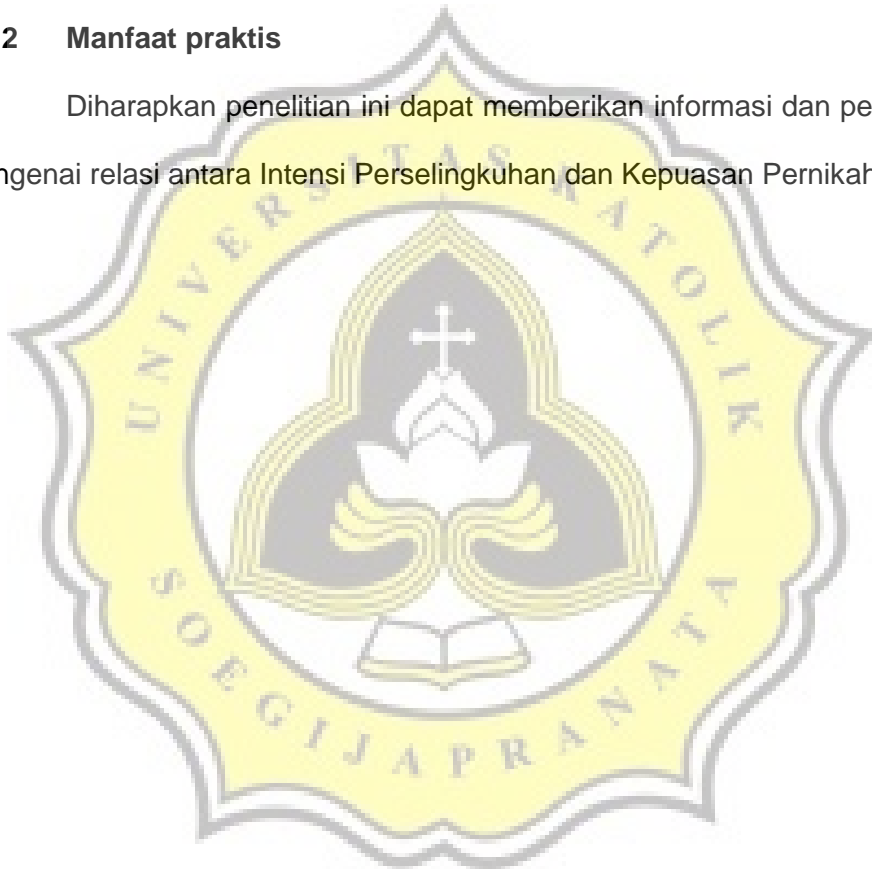 2 Manfaat praktis
Diharapkan penelitian ini dapat memberikan informasi dan pe
ngenai relasi antara Intensi Perselingkuhan dan Kepuasan Pernikah
UNIVERSITAS KATOLIK
SOEGIJAPRANATA